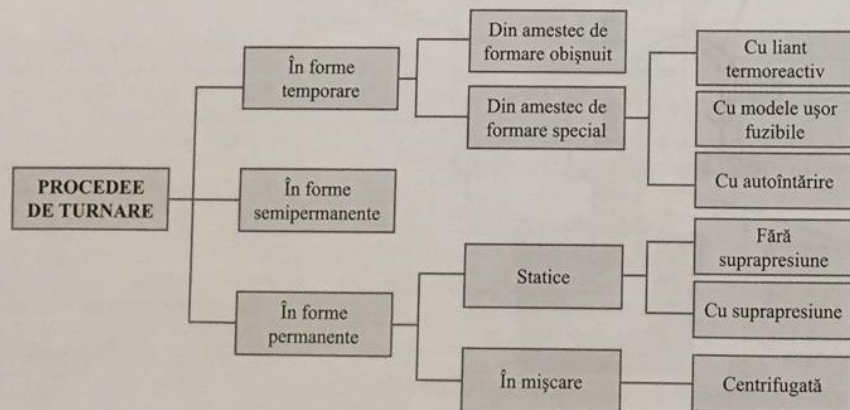 PROCEDEE
DE TURNARE
În forme
temporare
Din amestec de
formare obişnuit
Din amestec de
formare special
Cu liant
termoreactiv
Cu modele uşor
fuzibile
Cu autoîntărire
În forme
semipermanente
În forme
permanente
Statice
Fără
suprapresiune
Cu suprapresiune
În mişcare
Centrifugată